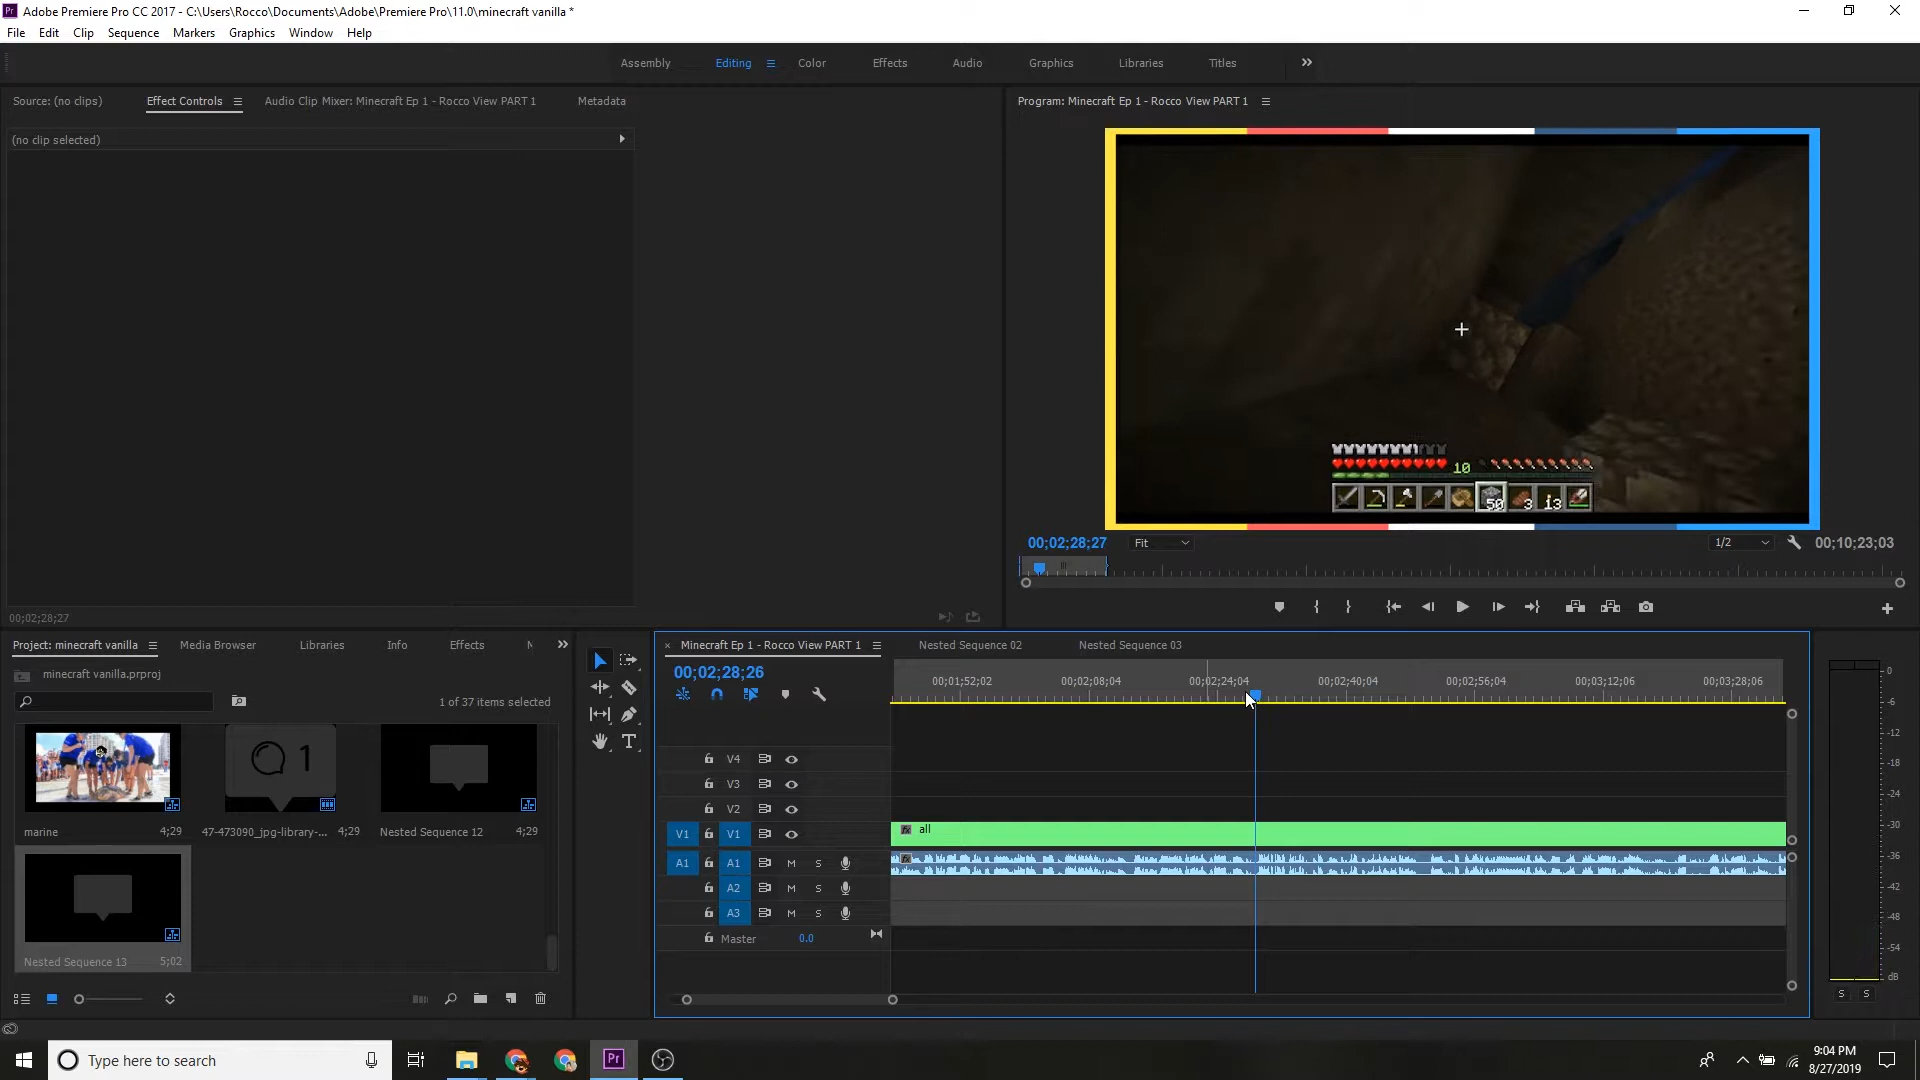 Adobe Premiere Pro CC 2017 - C:\Users\Rocco\Documents\Adobe\Premiere Pro\11.0\minecraft vanilla *
File Edit Clip Sequence Markers Graphics Window Help
Assembly Editing Color Effects Audio Graphics Libraries Titles
Source: (no clips) Effect Controls Audio Clip Mixer: Minecraft Ep 1 - Rocco View PART 1 Metadata
Program: Minecraft Ep 1 - Rocco View PART 1
(no clip selected)
10
50 3 13
00;02;28;27 Fit 1/2 00;10;23;03
00;02;28;27
Project: minecraft vanilla Media Browser Libraries Info Effects
Minecraft Ep 1 - Rocco View PART 1 Nested Sequence 02 Nested Sequence 03
minecraft vanilla.prproj
00;02;28;26
00;01;52;02 00;02;08;04 00;02;24;04 00;02;40;04 00;02;56;04 00;03;12;06 00;03;28;06
1 of 37 items selected
1
marine 4;29
47-473090_jpg-library-... 4;29
Nested Sequence 12 4;29
Nested Sequence 13 5;02
V4
V3
V2
V1 V1 all
A1 A1 M S
A2 M S
A3 M S
Master 0.0
0
-6
-12
-18
-24
-30
-36
-42
-48
-54
dB
S S
Pr
Type here to search
9:04 PM
8/27/2019